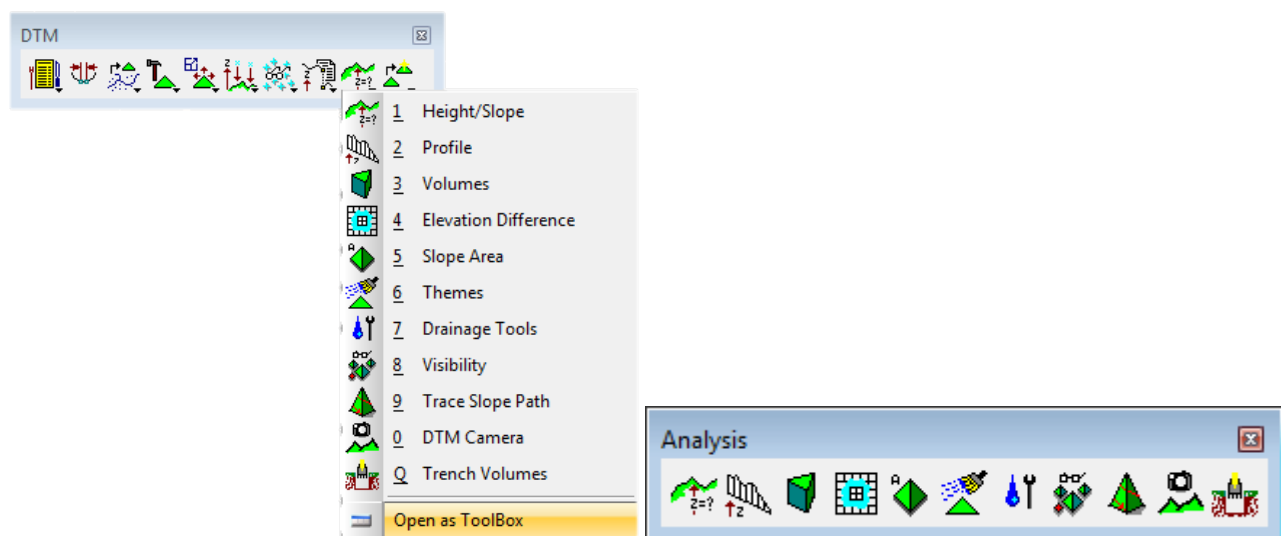 DTM
1 Height/Slope
2 Profile
3 Volumes
4 Elevation Difference
5 Slope Area
6 Themes
7 Drainage Tools
8 Visibility
9 Trace Slope Path
0 DTM Camera
Q Trench Volumes
Open as ToolBox
Analysis